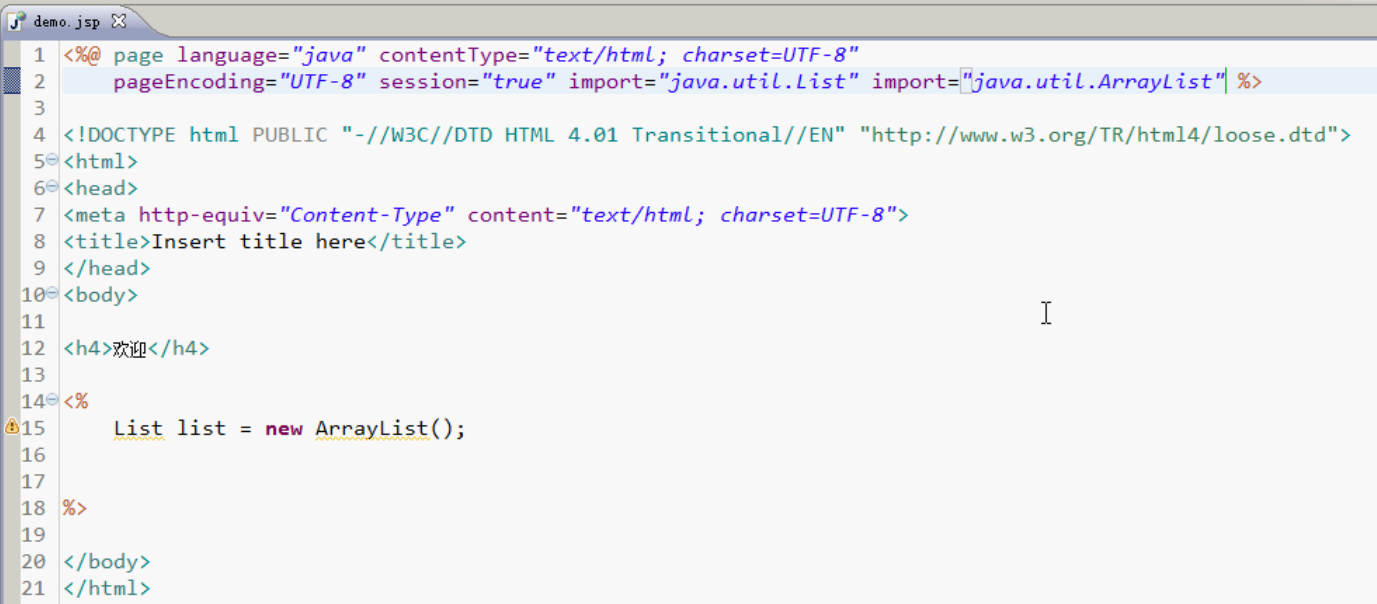 demo.jsp
1 <%@ page language="java" contentType="text/html; charset=UTF-8"
2 pageEncoding="UTF-8" session="true" import="java.util.List" import="java.util.ArrayList" %>
3
4 <!DOCTYPE html PUBLIC "-//W3C//DTD HTML 4.01 Transitional//EN" "http://www.w3.org/TR/html4/loose.dtd">
5 <html>
6 <head>
7 <meta http-equiv="Content-Type" content="text/html; charset=UTF-8">
8 <title>Insert title here</title>
9 </head>
10 <body>
11
12 <h4>欢迎</h4>
13
14 <%
15 List list = new ArrayList();
16
17
18 %>
19
20 </body>
21 </html>